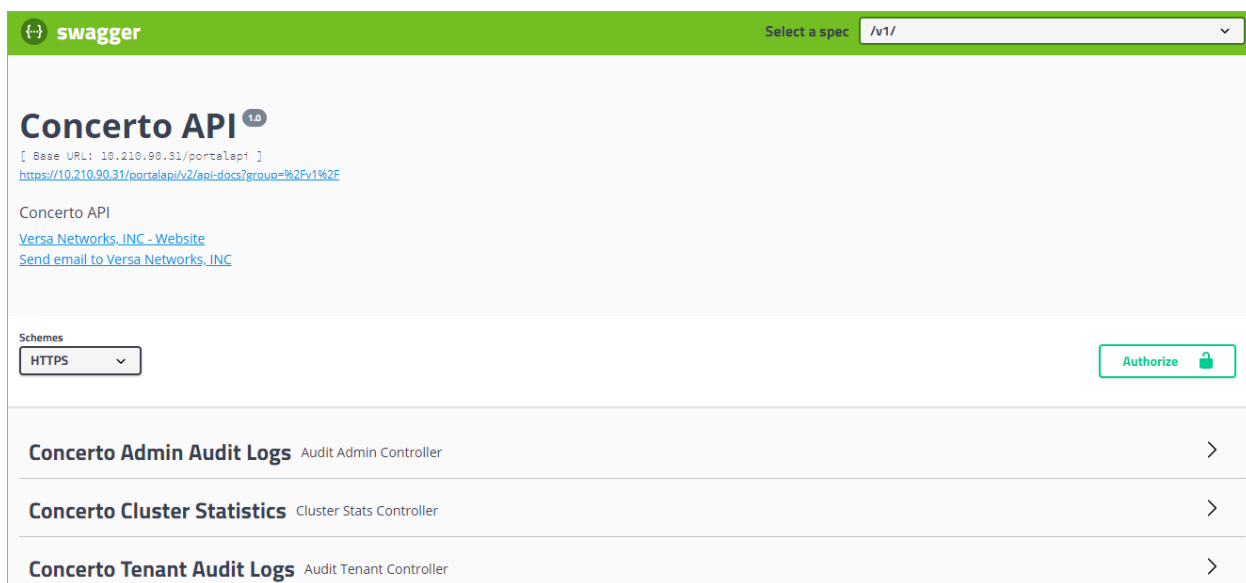 {··} swagger
Select a spec /v1/
Concerto API 1.0
[ Base URL: 10.210.90.31/portalapi ]
https://10.210.90.31/portalapi/v2/api-docs?group=%2Fv1%2F
Concerto API
Versa Networks, INC - Website
Send email to Versa Networks, INC
Schemes
HTTPS
Authorize
Concerto Admin Audit Logs Audit Admin Controller
Concerto Cluster Statistics Cluster Stats Controller
Concerto Tenant Audit Logs Audit Tenant Controller